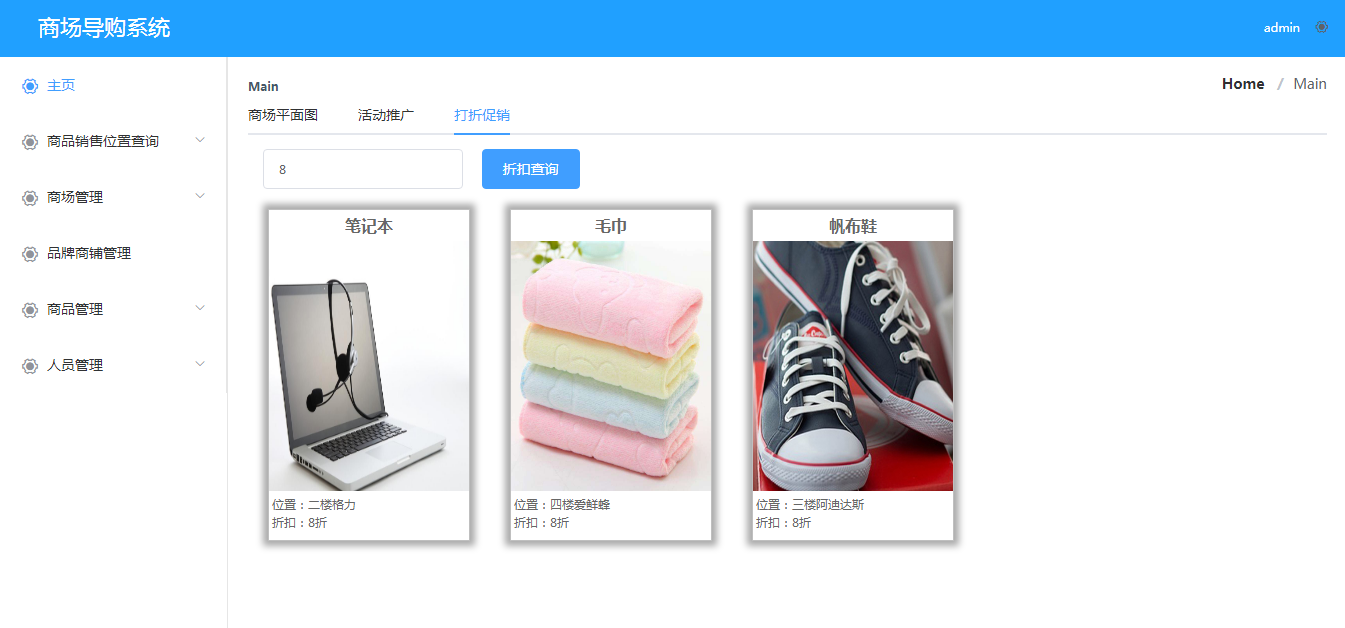 商场导购系统
admin
主页
商品销售位置查询
商场管理
品牌商铺管理
商品管理
人员管理
Main
Home / Main
商场平面图 活动推广 打折促销
8 折扣查询
笔记本
位置：二楼格力
折扣：8折
毛巾
位置：四楼爱鲜蜂
折扣：8折
帆布鞋
位置：三楼阿迪达斯
折扣：8折